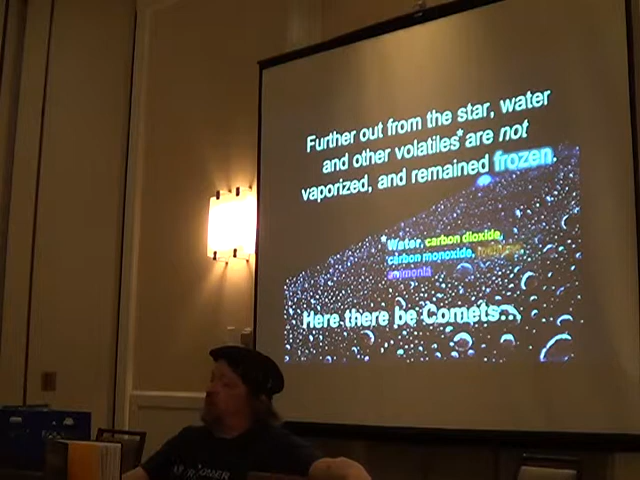 Further out from the star, water
and other volatiles* are not
vaporized, and remained frozen.
*Water, carbon dioxide,
carbon monoxide,
ammonia
Here there be Comets...